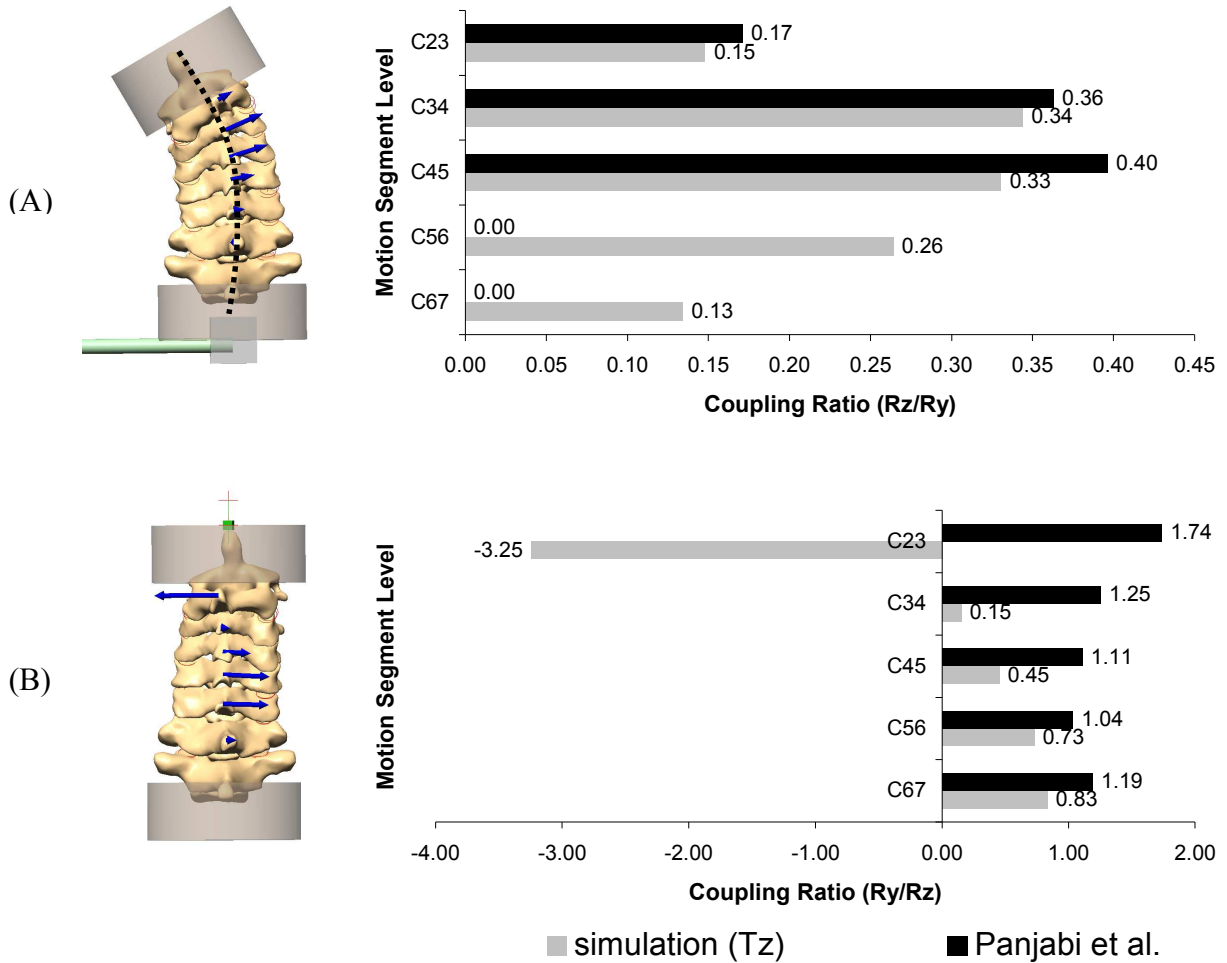 (A)
Motion Segment Level
C23
0.17
0.15
C34
0.36
0.34
C45
0.40
0.33
C56
0.00
0.26
C67
0.00
0.13
0.00 0.05 0.10 0.15 0.20 0.25 0.30 0.35 0.40 0.45
Coupling Ratio (Rz/Ry)
(B)
Motion Segment Level
C23
1.74
-3.25
C34
1.25
0.15
C45
1.11
0.45
C56
1.04
0.73
C67
1.19
0.83
-4.00 -3.00 -2.00 -1.00 0.00 1.00 2.00
Coupling Ratio (Ry/Rz)
simulation (Tz) Panjabi et al.